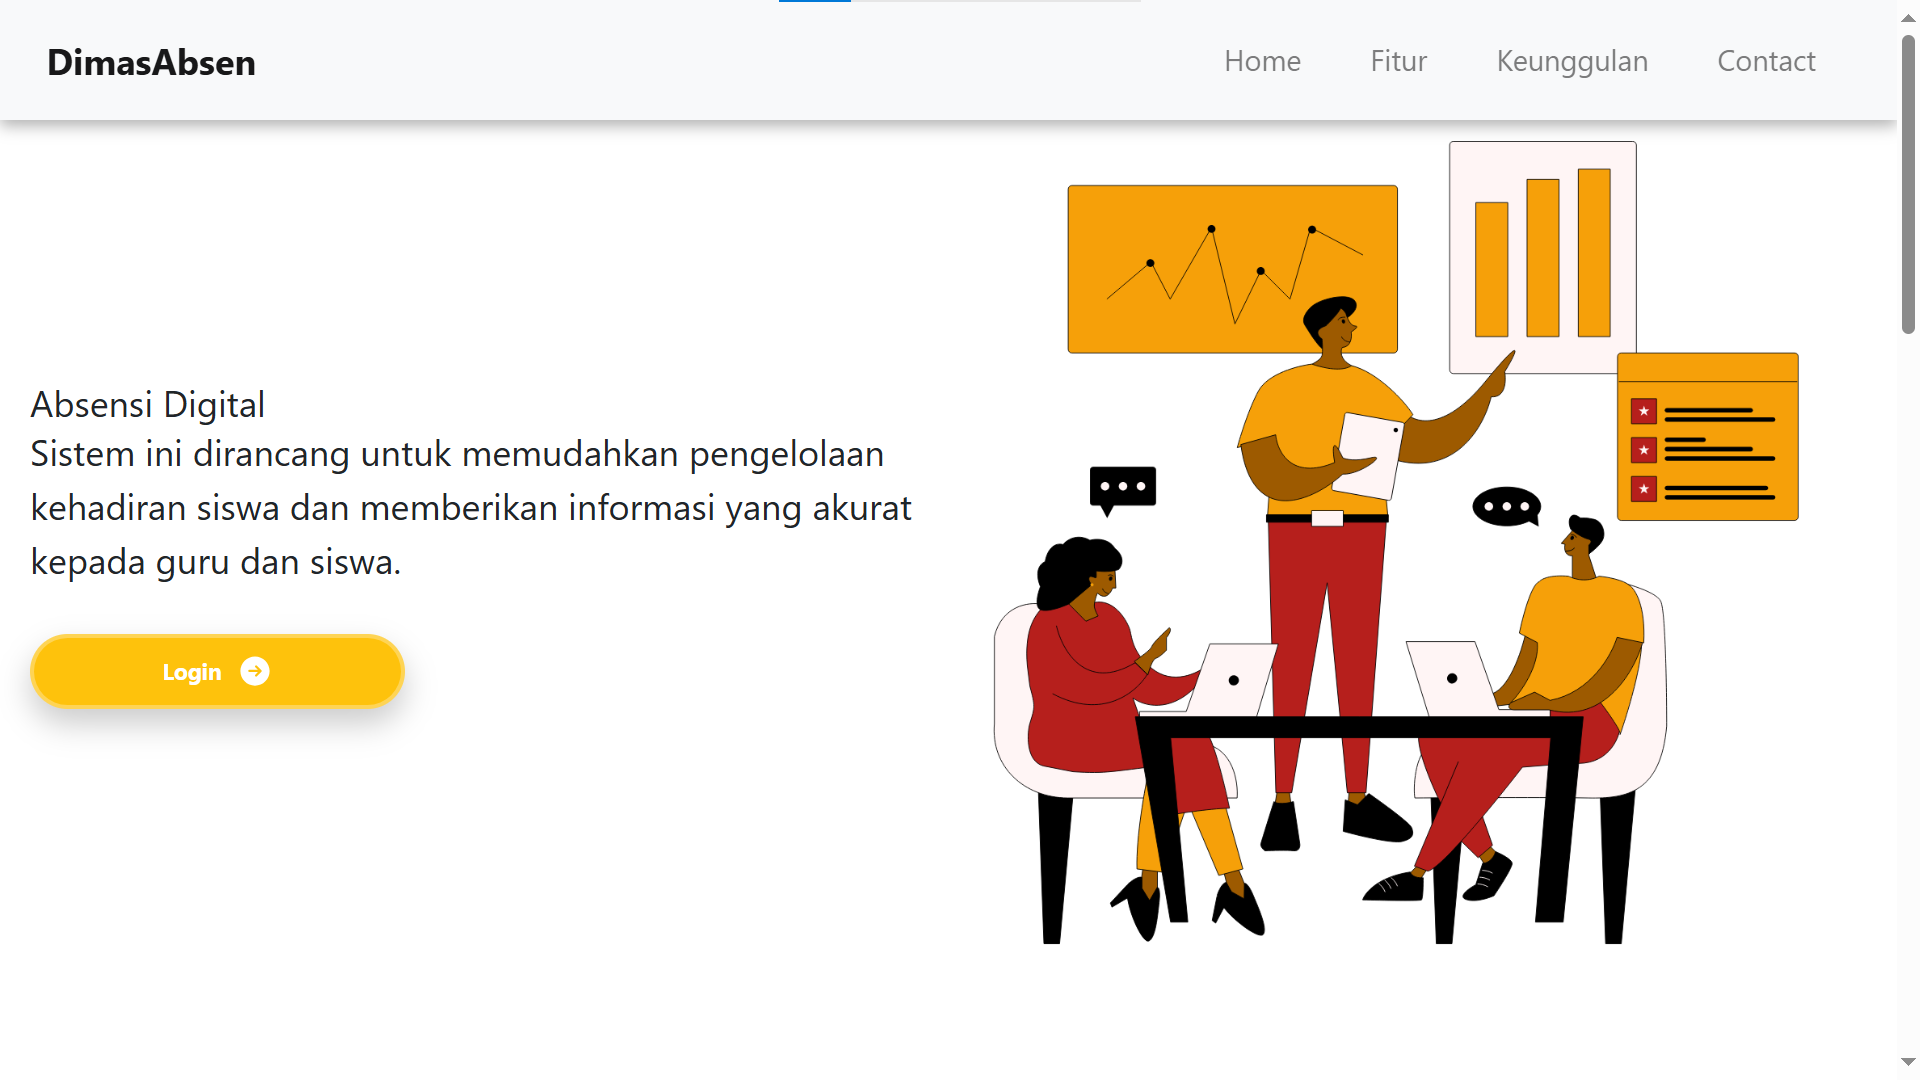 DimasAbsen
Home Fitur Keunggulan Contact
Absensi Digital
Sistem ini dirancang untuk memudahkan pengelolaan
kehadiran siswa dan memberikan informasi yang akurat
kepada guru dan siswa.
Login